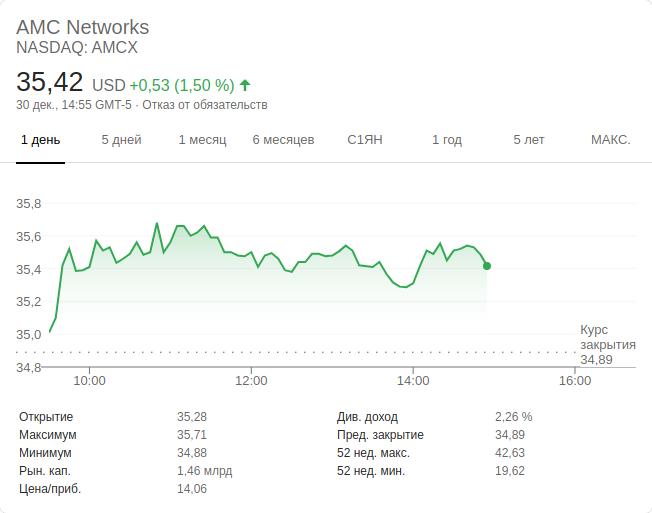 AMC Networks
NASDAQ: AMCX
35,42 USD +0,53 (1,50 %)
30 дек., 14:55 GMT-5 · Отказ от обязательств
1 день 5 дней 1 месяц 6 месяцев С1ЯН 1 год 5 лет МАКС.
35,8
35,6
35,4
35,2
35,0
Курс
закрытия
34,89
34,8
10:00 12:00 14:00 16:00
Открытие 35,28 Див. доход 2,26 %
Максимум 35,71 Пред. закрытие 34,89
Минимум 34,88 52 нед. макс. 42,63
Рын. кап. 1,46 млрд 52 нед. мин. 19,62
Цена/приб. 14,06